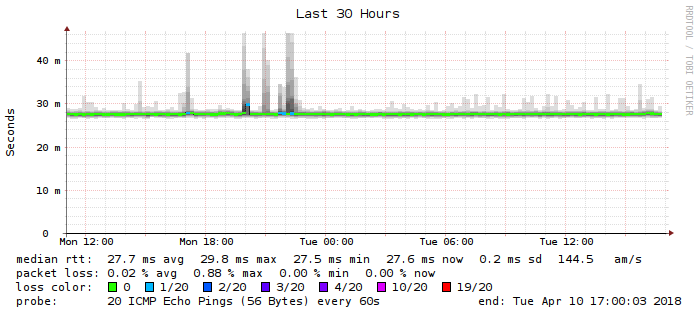 Last 30 Hours
RRDTOOL / TOBI OETIKER
Seconds
40 m
30 m
20 m
10 m
0
Mon 12:00 Mon 18:00 Tue 00:00 Tue 06:00 Tue 12:00
median rtt: 27.7 ms avg 29.8 ms max 27.5 ms min 27.6 ms now 0.2 ms sd 144.5 am/s
packet loss: 0.02 % avg 0.88 % max 0.00 % min 0.00 % now
loss color: 0 1/20 2/20 3/20 4/20 10/20 19/20
probe: 20 ICMP Echo Pings (56 Bytes) every 60s end: Tue Apr 10 17:00:03 2018